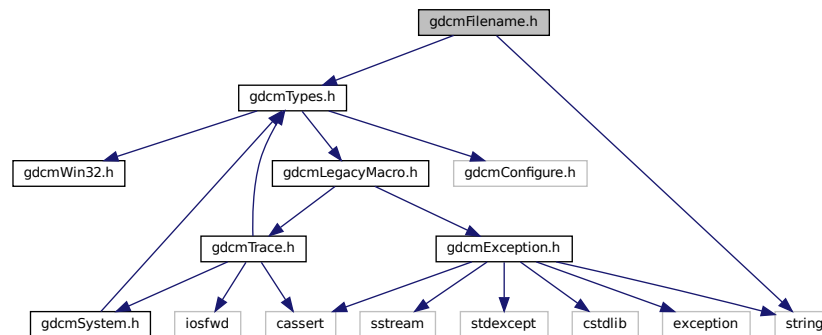 gdcmFilename.h
gdcmTypes.h
gdcmWin32.h
gdcmLegacyMacro.h
gdcmConfigure.h
gdcmTrace.h
gdcmException.h
gdcmSystem.h
iosfwd
cassert
sstream
stdexcept
cstdlib
exception
string